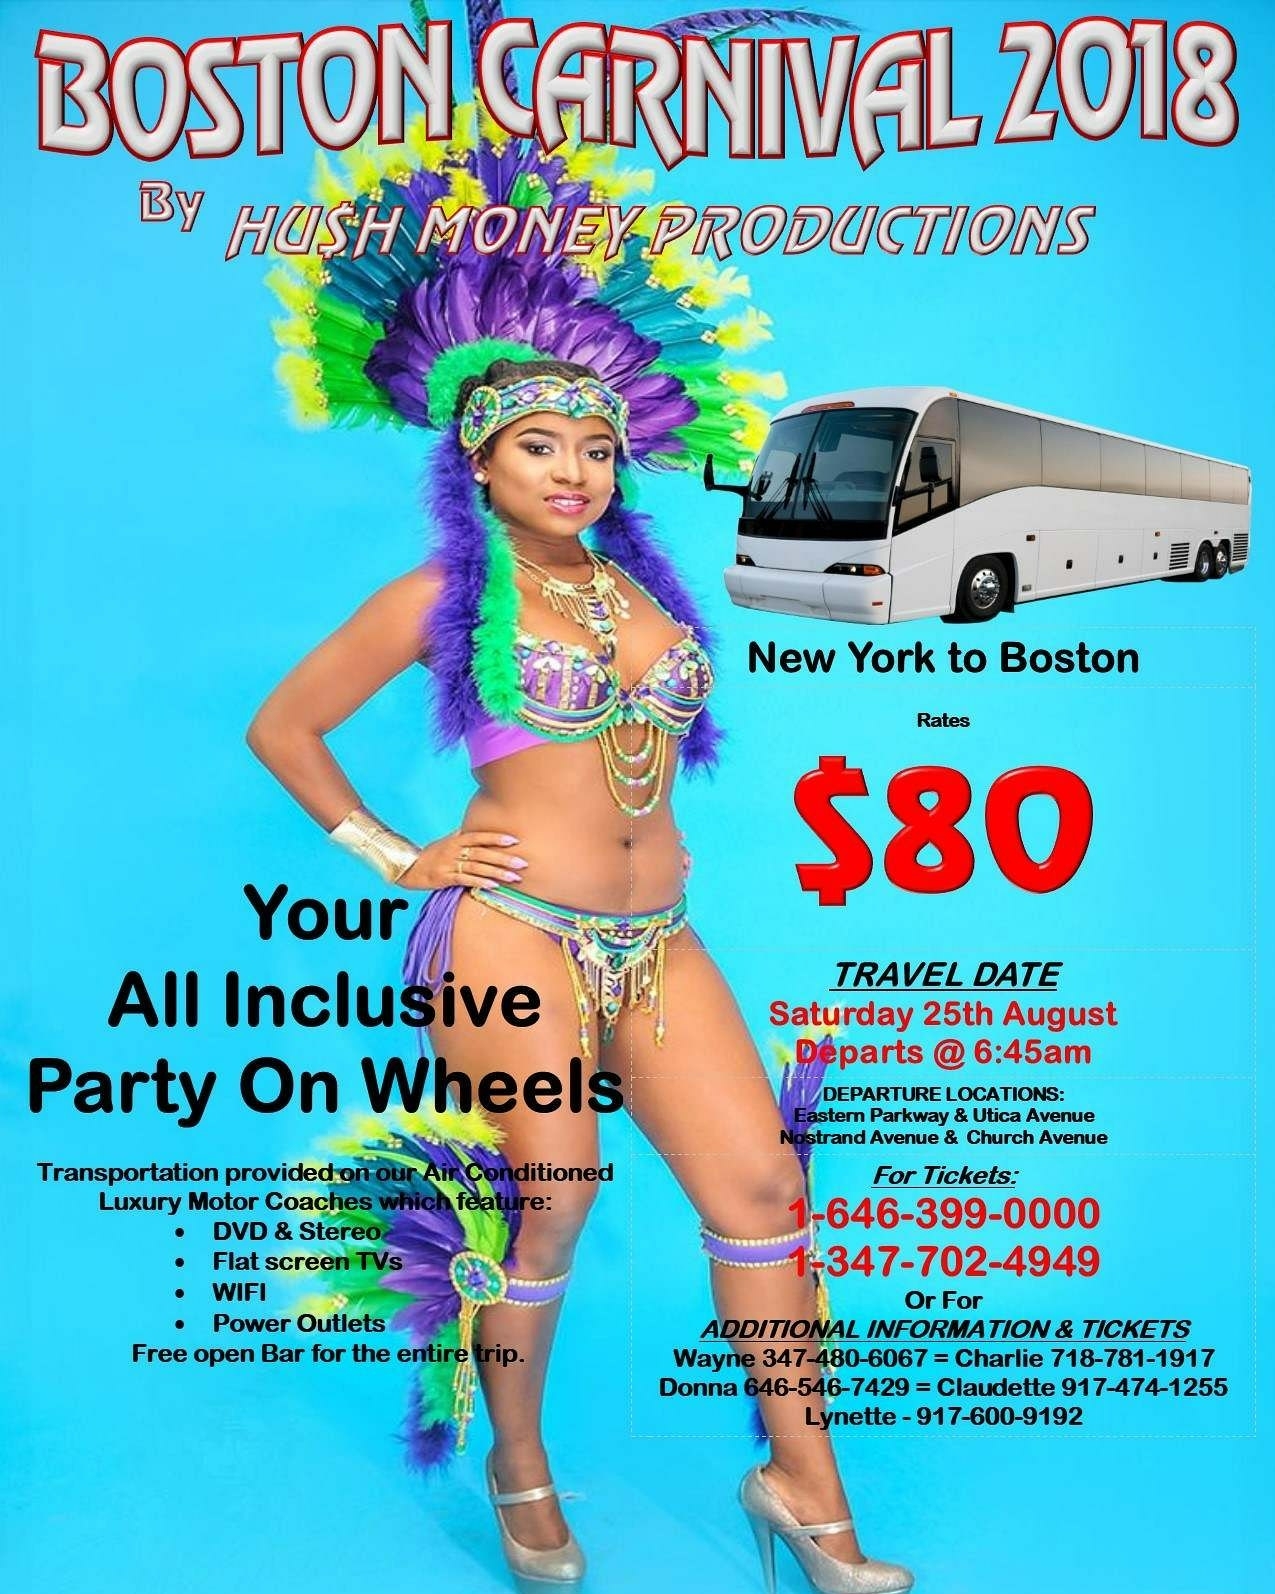 BOSTON CARNIVAL 2018
By HU$H MONEY PRODUCTIONS
New York to Boston
Rates
$80
Your
All Inclusive
Party On Wheels
Transportation provided on our Air Conditioned
Luxury Motor Coaches which feature:
• DVD & Stereo
• Flat screen TVs
• WIFI
• Power Outlets
Free open Bar for the entire trip.
TRAVEL DATE
Saturday 25th August
Departs @ 6:45am
DEPARTURE LOCATIONS:
Eastern Parkway & Utica Avenue
Nostrand Avenue & Church Avenue
For Tickets:
1-646-399-0000
1-347-702-4949
Or For
ADDITIONAL INFORMATION & TICKETS
Wayne 347-480-6067 = Charlie 718-781-1917
Donna 646-546-7429 = Claudette 917-474-1255
Lynette - 917-600-9192